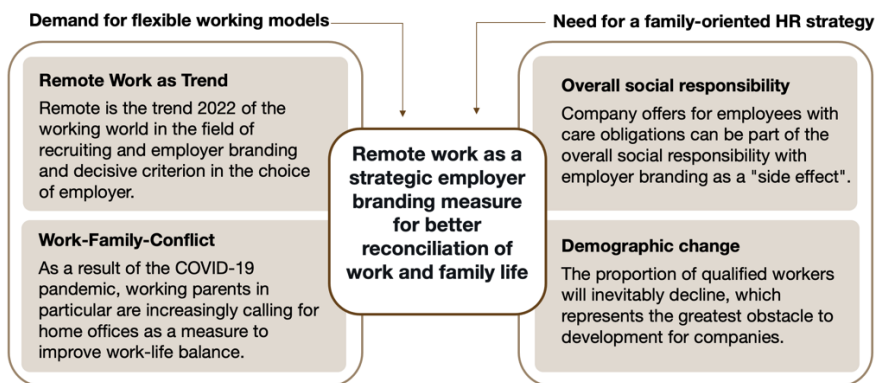 Demand for flexible working models
Need for a family-oriented HR strategy
Remote Work as Trend
Remote is the trend 2022 of the
working world in the field of
recruiting and employer branding
and decisive criterion in the choice
of employer.
Work-Family-Conflict
As a result of the COVID-19
pandemic, working parents in
particular are increasingly calling for
home offices as a measure to
improve work-life balance.
Remote work as a
strategic employer
branding measure
for better
reconciliation of
work and family life
Overall social responsibility
Company offers for employees with
care obligations can be part of the
overall social responsibility with
employer branding as a "side effect".
Demographic change
The proportion of qualified workers
will inevitably decline, which
represents the greatest obstacle to
development for companies.